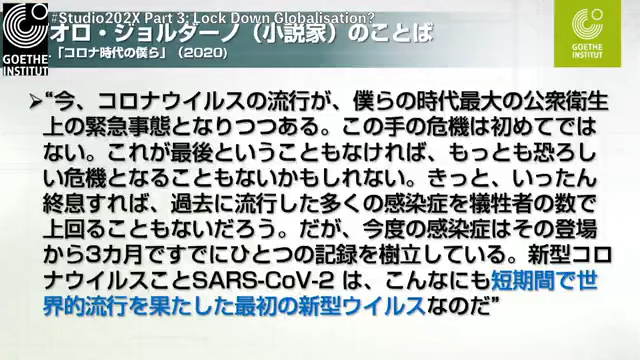 #Studio202X Part 3: Lock Down Globalisation?
オロ・ジョルダーノ（小説家）のことば
「コロナ時代の僕ら」（2020）
GOETHE
INSTITUT
GOETHE
INSTITUT
➢“今、コロナウイルスの流行が、僕らの時代最大の公衆衛生
上の緊急事態となりつつある。この手の危機は初めてでは
ない。これが最後ということもなければ、もっとも恐ろし
い危機となることもないかもしれない。きっと、いったん
終息すれば、過去に流行した多くの感染症を犠牲者の数で
上回ることもないだろう。だが、今度の感染症はその登場
から3カ月ですでにひとつの記録を樹立している。新型コロ
ナウイルスことSARS-CoV-2 は、こんなにも短期間で世
界的流行を果たした最初の新型ウイルスなのだ”